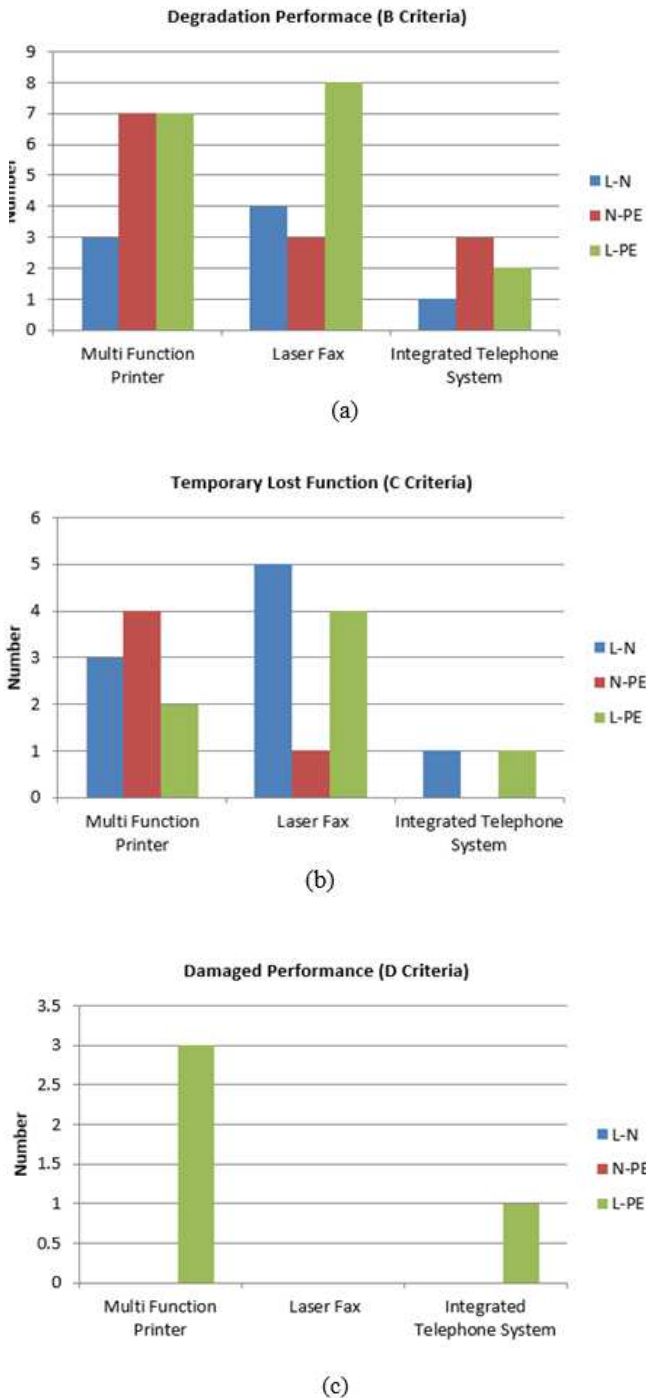 Degradation Performace (B Criteria)
9
8
7
6
5
4
3
2
1
0
Number
L-N
N-PE
L-PE
Multi Function Printer
Laser Fax
Integrated Telephone System
(a)
Temporary Lost Function (C Criteria)
6
5
4
3
2
1
0
Number
L-N
N-PE
L-PE
Multi Function Printer
Laser Fax
Integrated Telephone System
(b)
Damaged Performance (D Criteria)
3.5
3
2.5
2
1.5
1
0.5
0
Number
L-N
N-PE
L-PE
Multi Function Printer
Laser Fax
Integrated Telephone System
(c)